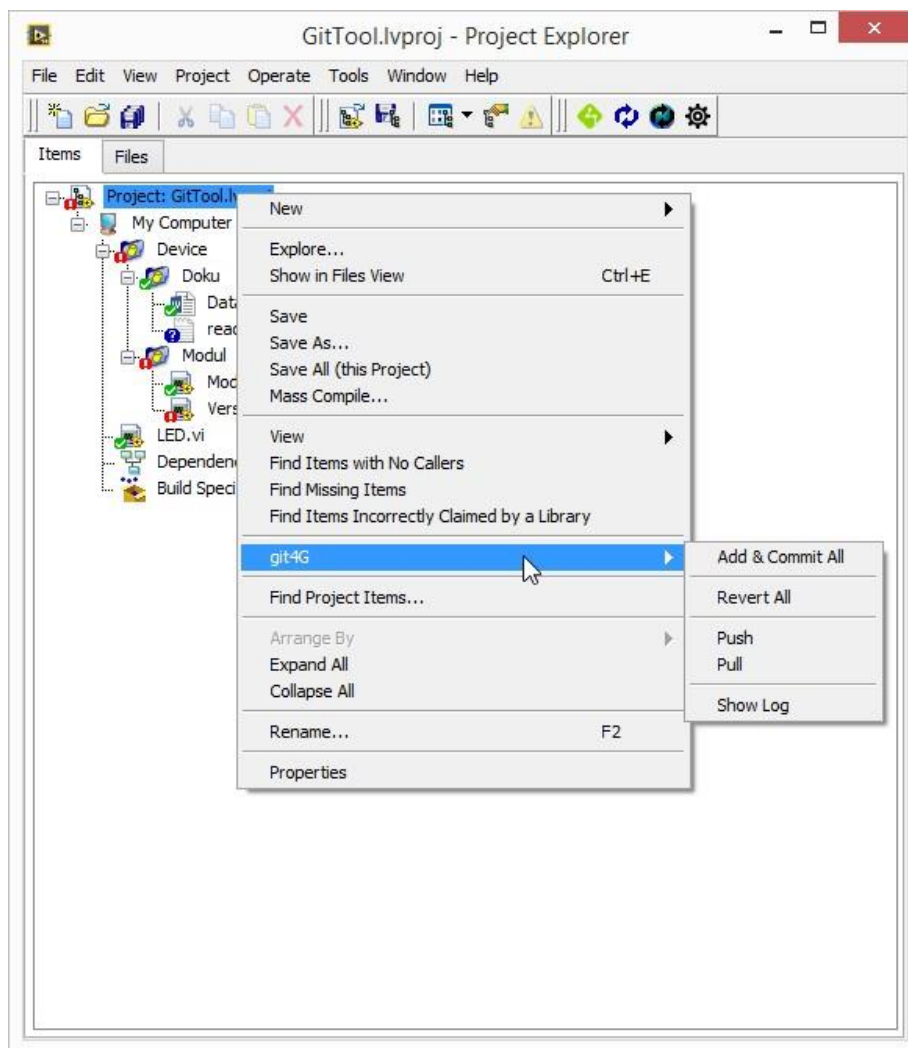 GitTool.lvproj - Project Explorer
File Edit View Project Operate Tools Window Help
Items Files
Project: GitTool.lv
My Computer
Device
Doku
Data
read
Modul
Mod
Vers
LED.vi
Dependen
Build Speci
New
Explore...
Show in Files View Ctrl+E
Save
Save As...
Save All (this Project)
Mass Compile...
View
Find Items with No Callers
Find Missing Items
Find Items Incorrectly Claimed by a Library
git4G
Find Project Items...
Arrange By
Expand All
Collapse All
Rename... F2
Properties
Add & Commit All
Revert All
Push
Pull
Show Log